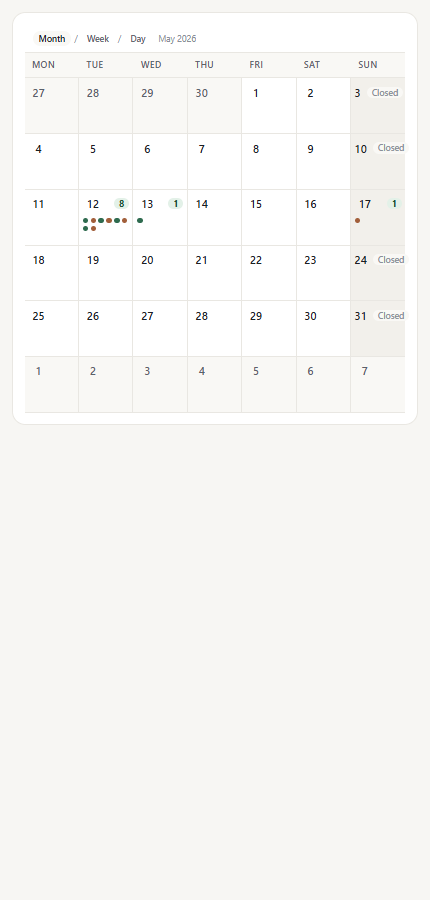 Month / Week / Day May 2026
MON TUE WED THU FRI SAT SUN
27 28 29 30 1 2 3 Closed
4 5 6 7 8 9 10 Closed
11 12 8 13 1 14 15 16 17 1
18 19 20 21 22 23 24 Closed
25 26 27 28 29 30 31 Closed
1 2 3 4 5 6 7